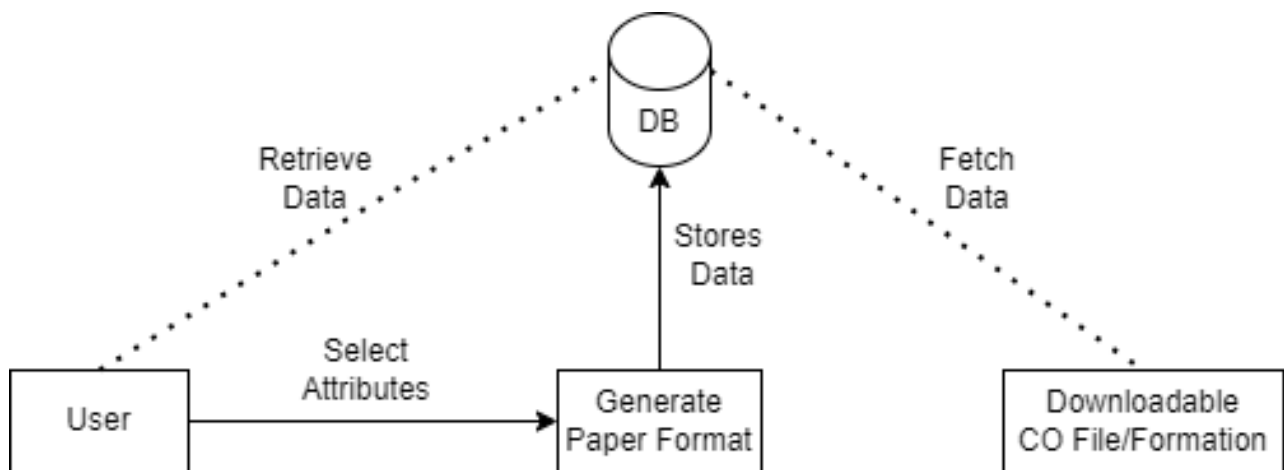 DB
Retrieve
Data
Fetch
Data
Stores
Data
Select
Attributes
User
Generate
Paper Format
Downloadable
CO File/Formation